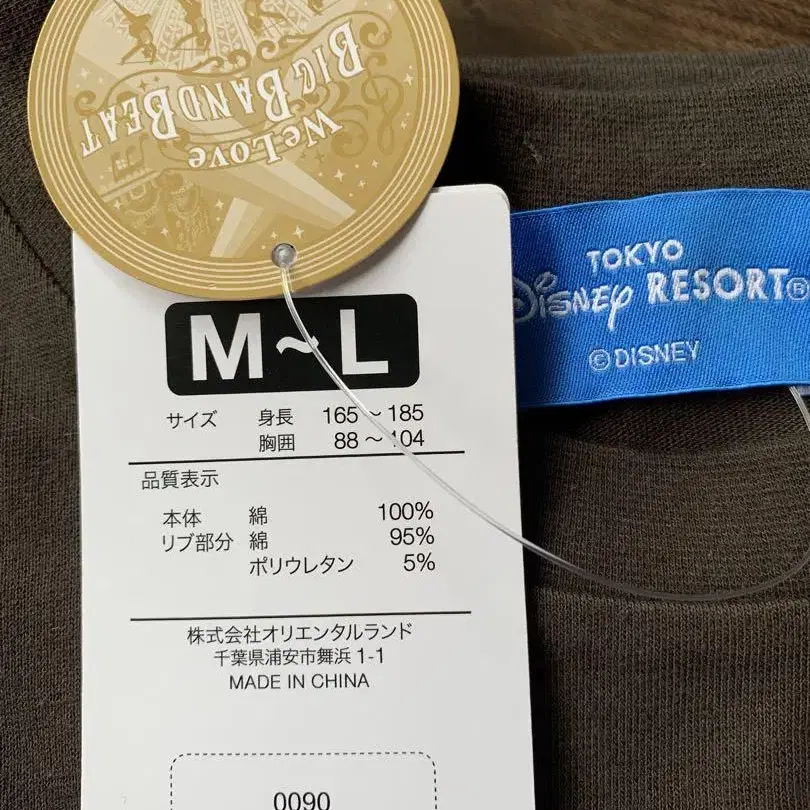 We Love
BIG BAND BEAT
M~L
サイズ 身長 165~185
胸囲 88~104
品質表示
本体 綿 100%
リブ部分 綿 95%
ポリウレタン 5%
株式会社オリエンタルランド
千葉県浦安市舞浜 1-1
MADE IN CHINA
0090
TOKYO
Disney RESORT®
© DISNEY